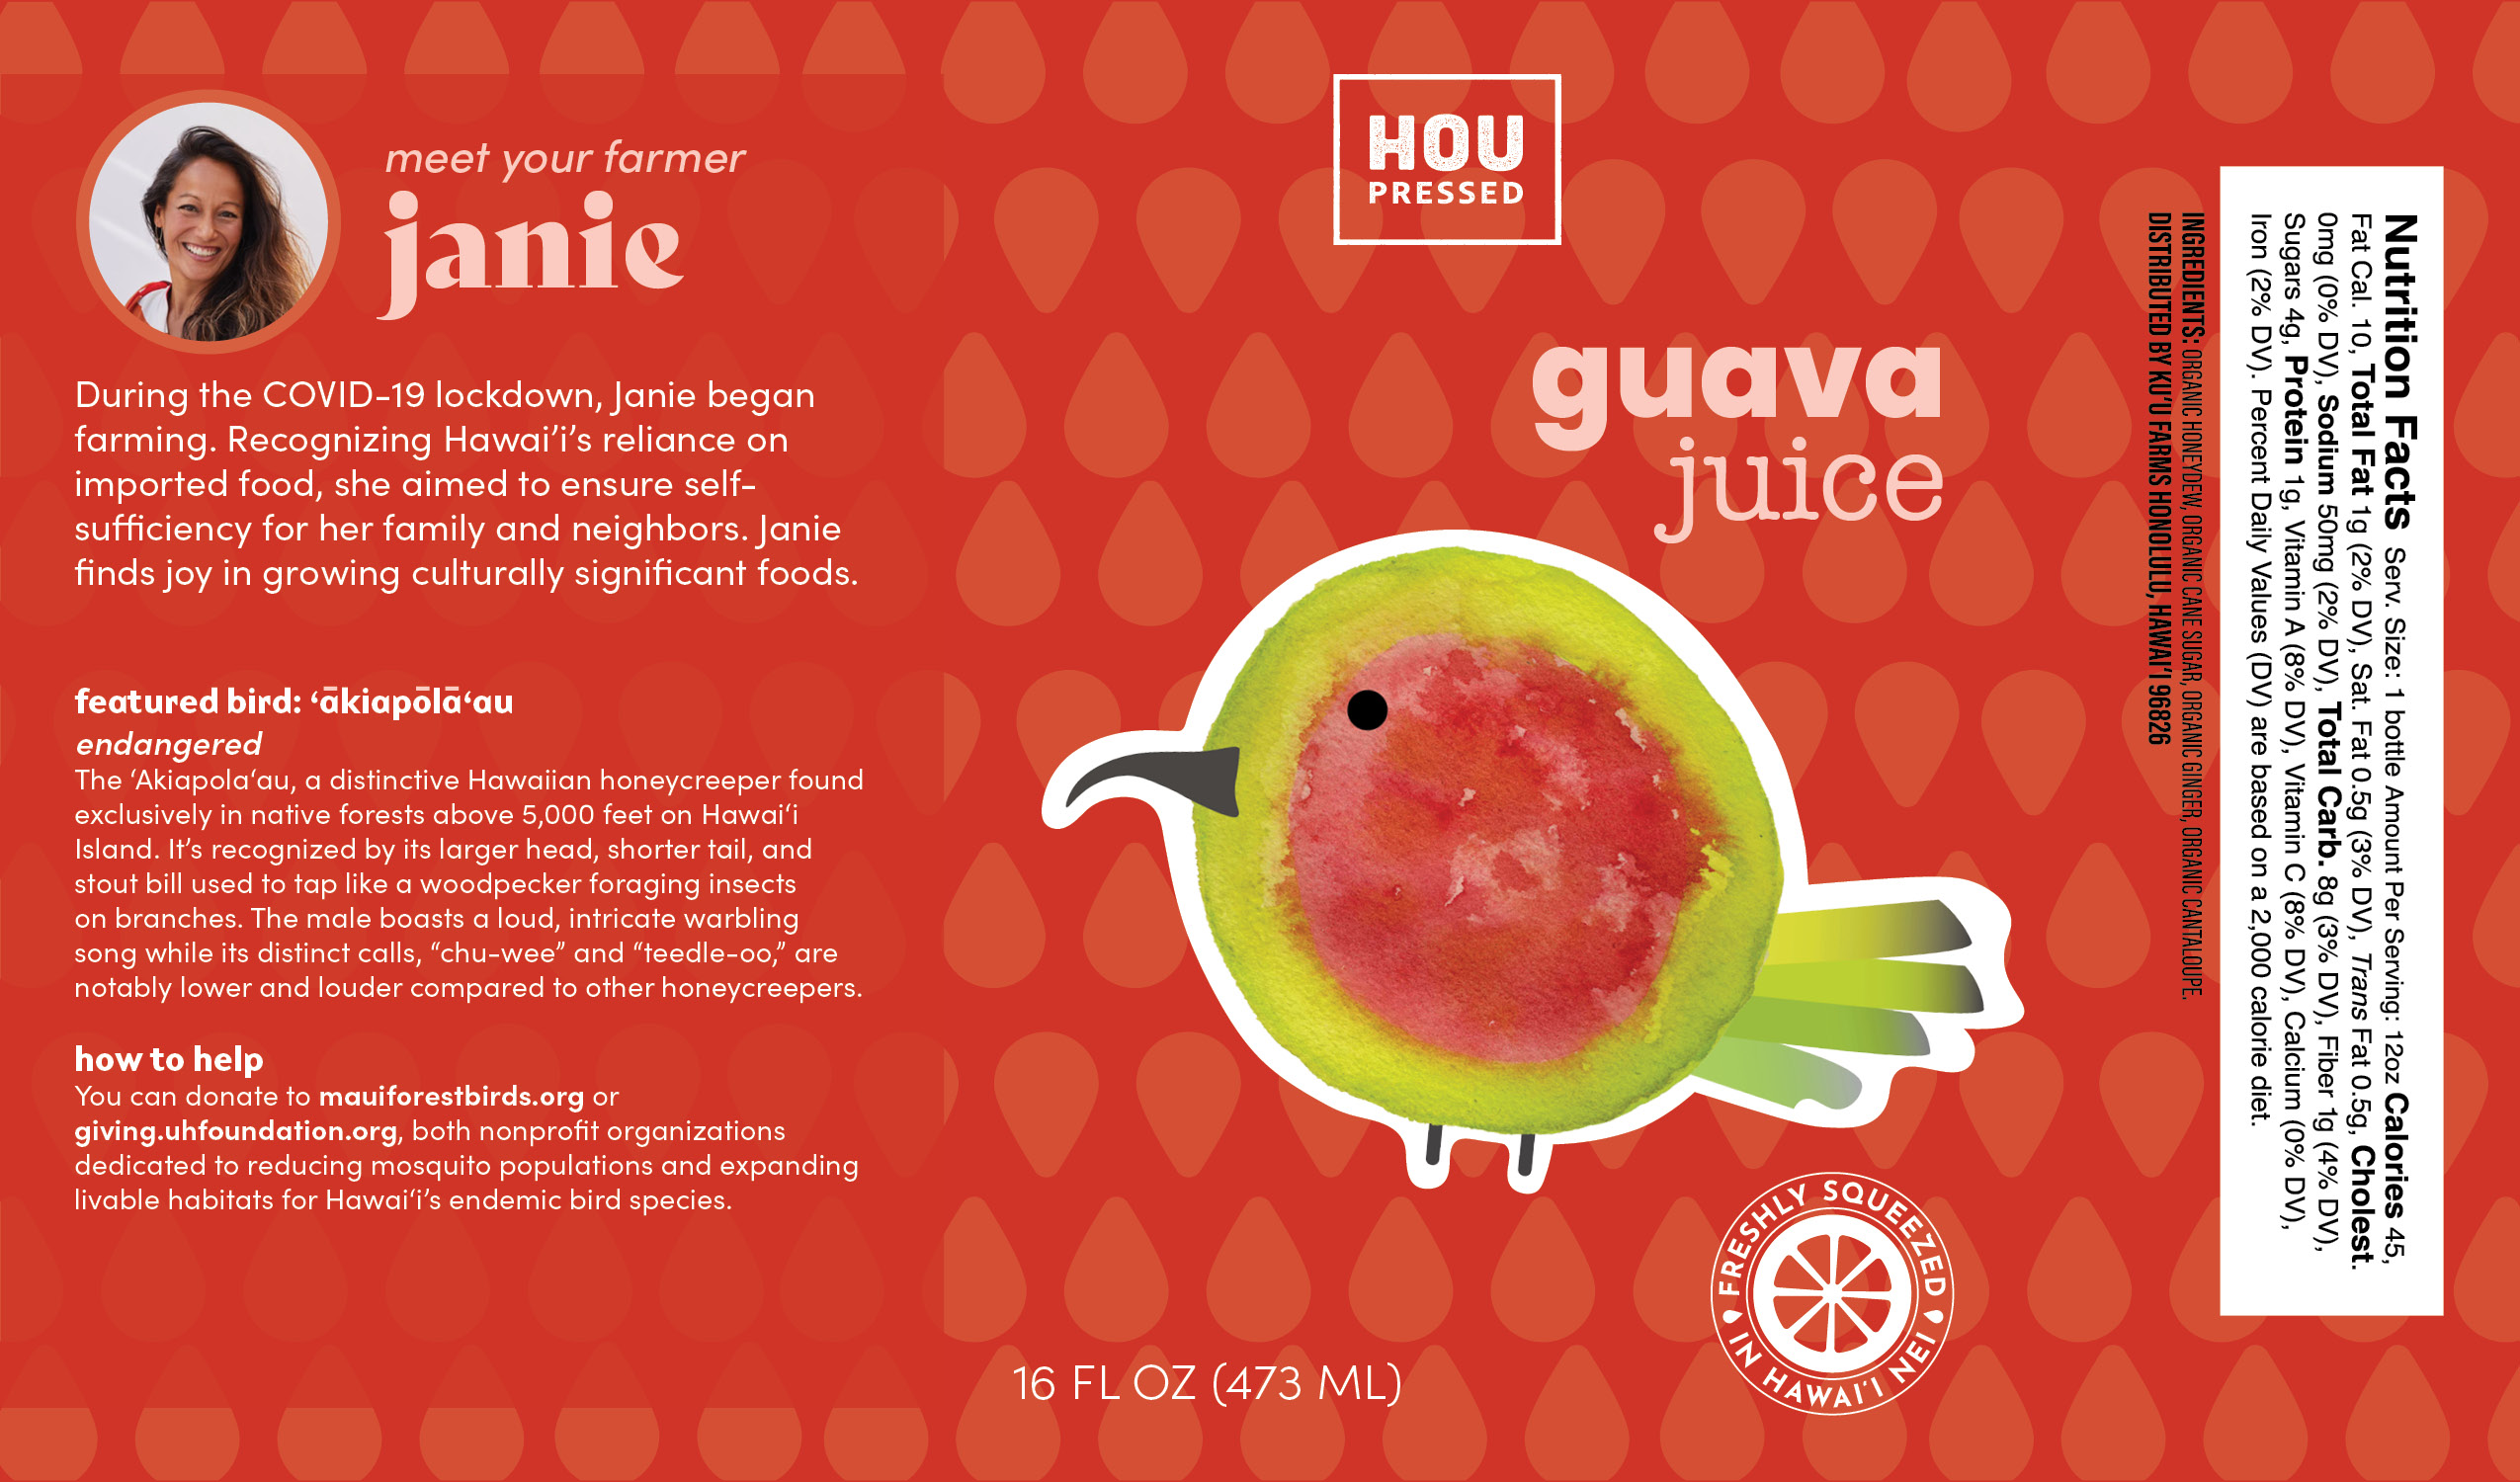 meet your farmer
janie
During the COVID-19 lockdown, Janie began
farming. Recognizing Hawai’i’s reliance on
imported food, she aimed to ensure self-
sufficiency for her family and neighbors. Janie
finds joy in growing culturally significant foods.
featured bird: ‘ākiapōlā‘au
endangered
The ‘Akiapola‘au, a distinctive Hawaiian honeycreeper found
exclusively in native forests above 5,000 feet on Hawai‘i
Island. It’s recognized by its larger head, shorter tail, and
stout bill used to tap like a woodpecker foraging insects
on branches. The male boasts a loud, intricate warbling
song while its distinct calls, “chu-wee” and “teedle-oo,” are
notably lower and louder compared to other honeycreepers.
how to help
You can donate to mauiforestbirds.org or
giving.uhfoundation.org, both nonprofit organizations
dedicated to reducing mosquito populations and expanding
livable habitats for Hawai‘i’s endemic bird species.
HOU
PRESSED
guava
juice
FRESHLY SQUEEZED
IN HAWAI'I NEI
16 FL OZ (473 ML)
Nutrition Facts Serv. Size: 1 bottle Amount Per Serving: 12oz Calories 45,
Fat Cal. 10, Total Fat 1g (2% DV), Sat. Fat 0.5g (3% DV), Trans Fat 0.5g, Cholest.
0mg (0% DV), Sodium 50mg (2% DV), Total Carb. 8g (3% DV), Fiber 1g (4% DV),
Sugars 4g, Protein 1g, Vitamin A (8% DV), Vitamin C (8% DV), Calcium (0% DV),
Iron (2% DV). Percent Daily Values (DV) are based on a 2,000 calorie diet.
INGREDIENTS: ORGANIC HONEYDEW, ORGANIC CANE SUGAR, ORGANIC GINGER, ORGANIC CANTALOUPE.
DISTRIBUTED BY KU'U FARMS HONOLULU, HAWAI'I 96826